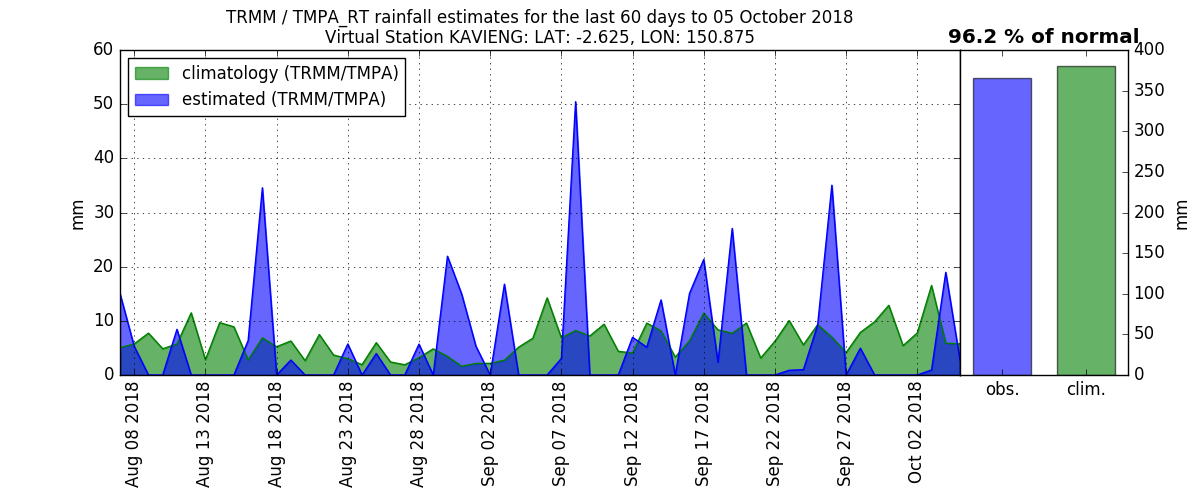 TRMM / TMPA_RT rainfall estimates for the last 60 days to 05 October 2018
Virtual Station KAVIENG: LAT: -2.625, LON: 150.875
96.2 % of normal
climatology (TRMM/TMPA)
estimated (TRMM/TMPA)
60
50
40
30
20
10
0
mm
Aug 08 2018
Aug 13 2018
Aug 18 2018
Aug 23 2018
Aug 28 2018
Sep 02 2018
Sep 07 2018
Sep 12 2018
Sep 17 2018
Sep 22 2018
Sep 27 2018
Oct 02 2018
obs.
clim.
400
350
300
250
200
150
100
50
0
mm